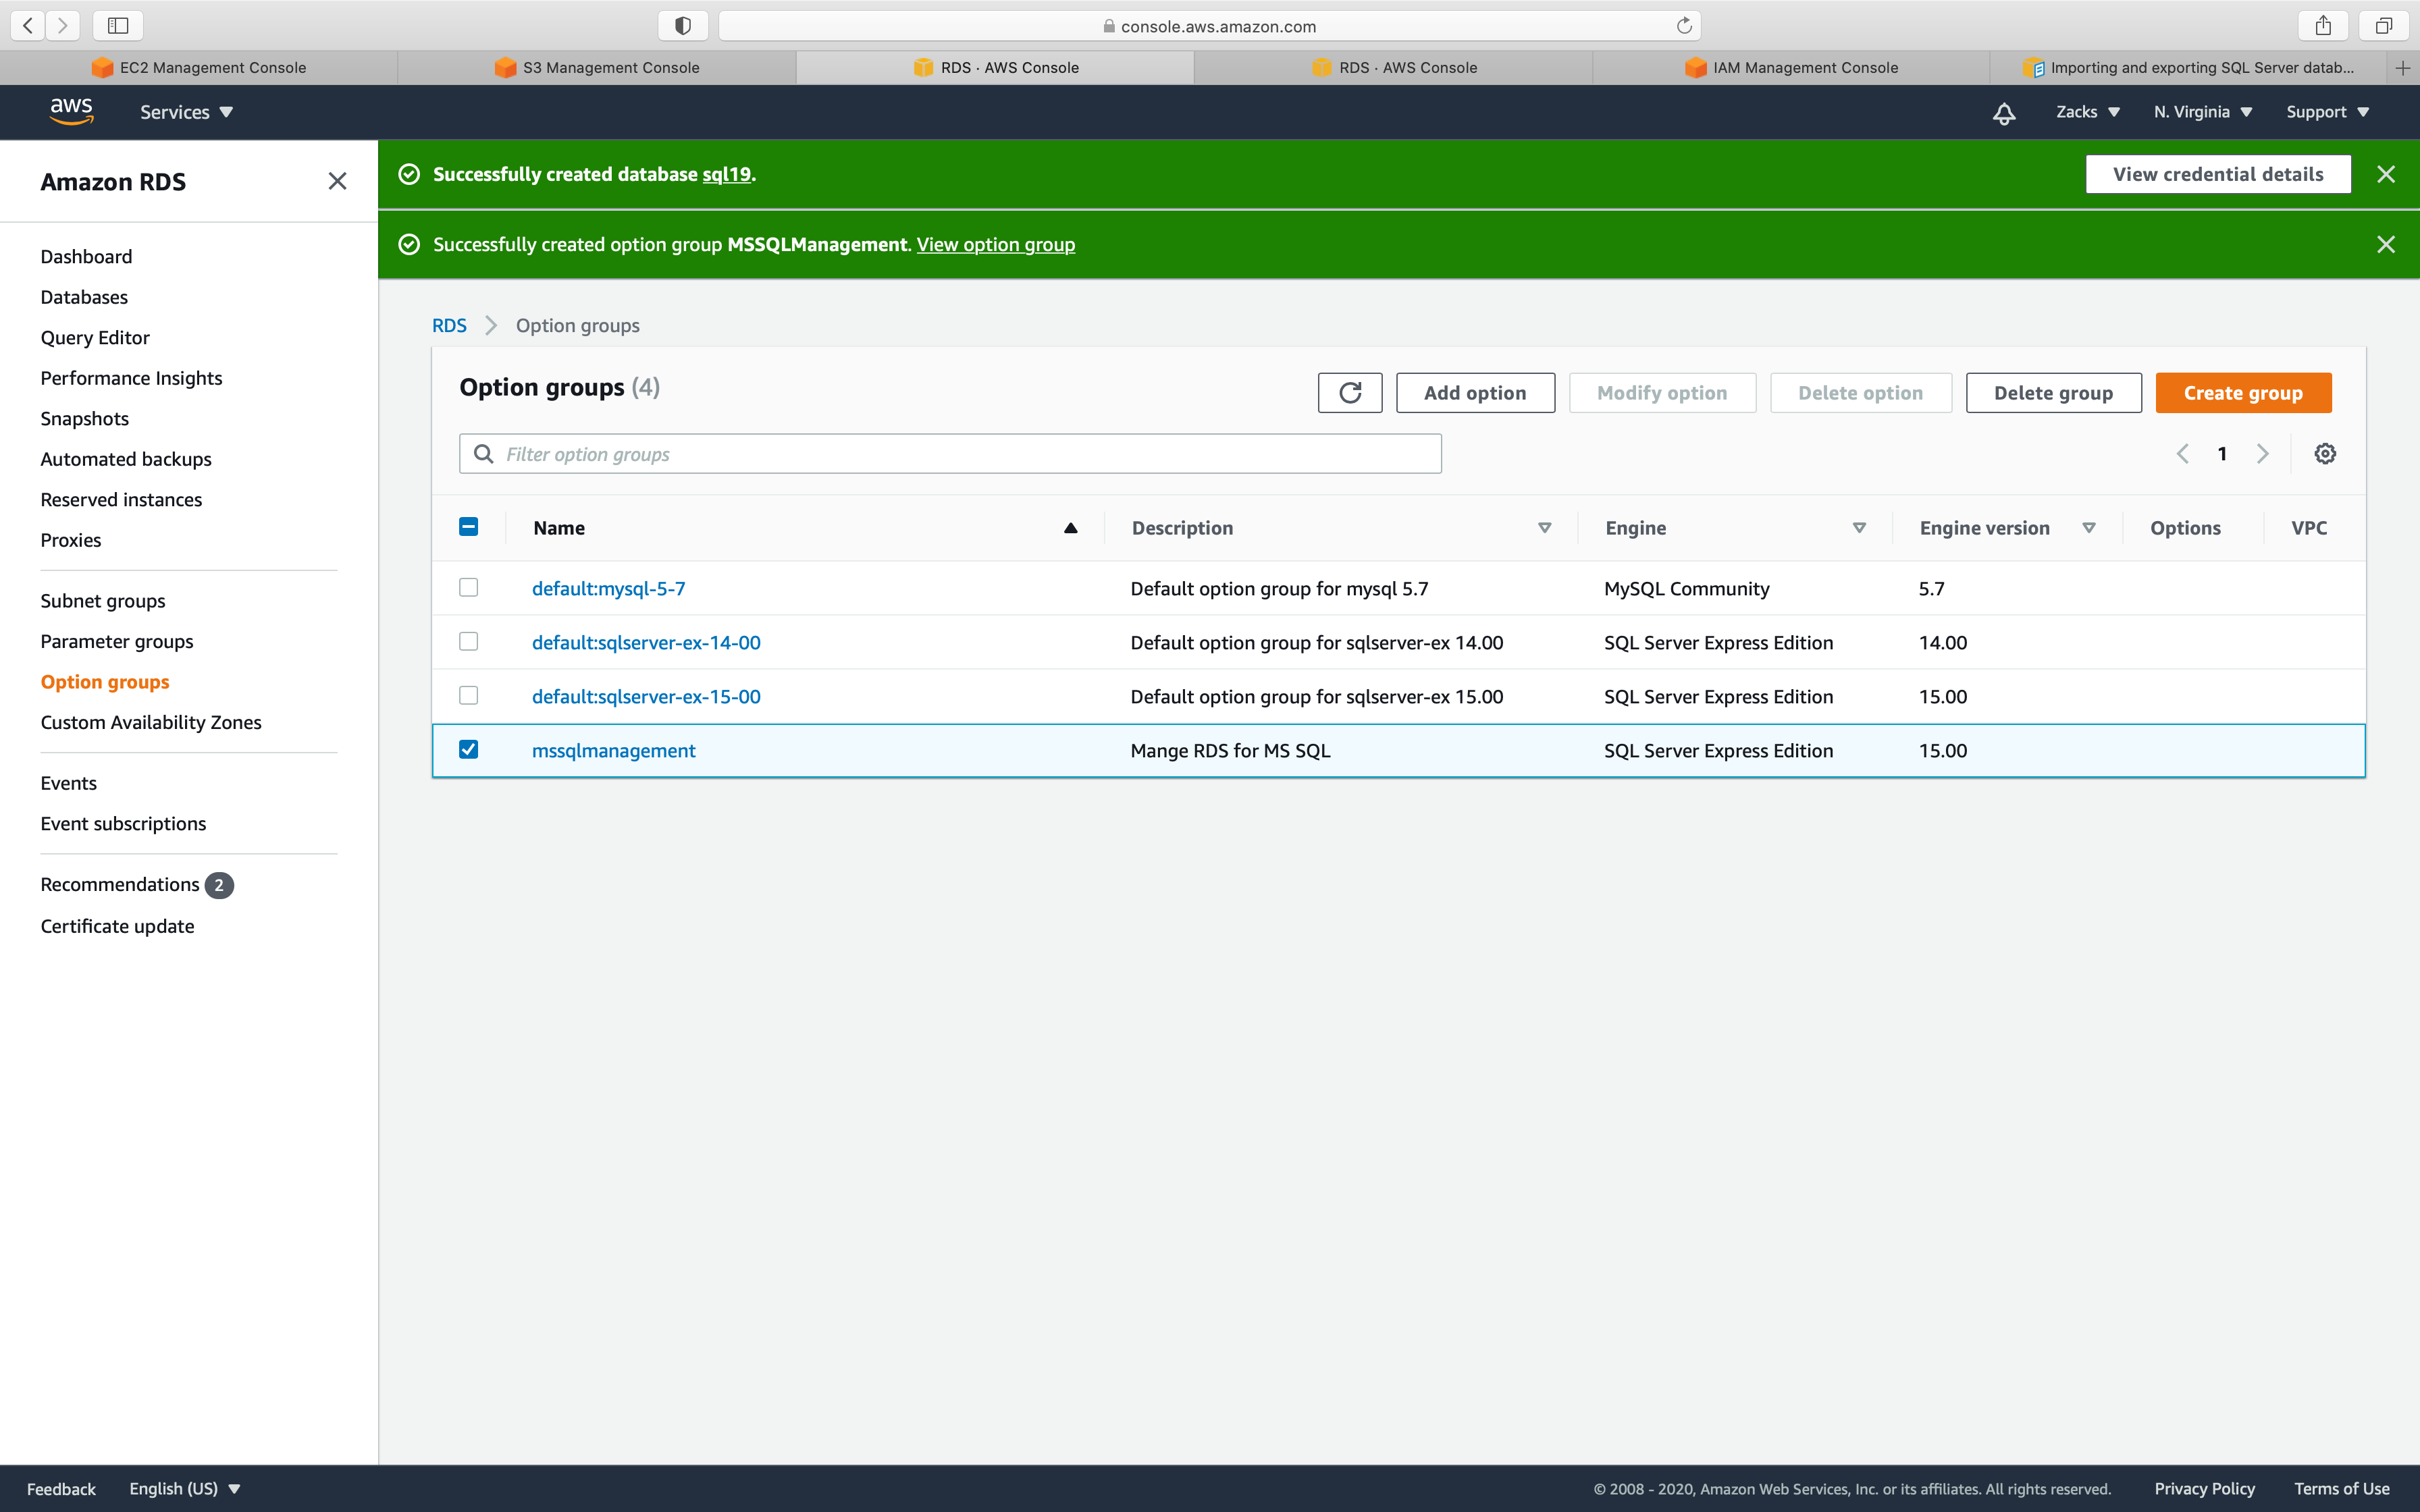 console.aws.amazon.com
EC2 Management Console
S3 Management Console
RDS · AWS Console
RDS · AWS Console
IAM Management Console
Importing and exporting SQL Server datab...
aws
Services
Zacks
N. Virginia
Support
Amazon RDS
Dashboard
Databases
Query Editor
Performance Insights
Snapshots
Automated backups
Reserved instances
Proxies
Subnet groups
Parameter groups
Option groups
Custom Availability Zones
Events
Event subscriptions
Recommendations 2
Certificate update
Successfully created database sql19.
View credential details
Successfully created option group MSSQLManagement. View option group
RDS Option groups
Option groups (4)
Add option
Modify option
Delete option
Delete group
Create group
Filter option groups
1
Name Description Engine Engine version Options VPC
default:mysql-5-7 Default option group for mysql 5.7 MySQL Community 5.7
default:sqlserver-ex-14-00 Default option group for sqlserver-ex 14.00 SQL Server Express Edition 14.00
default:sqlserver-ex-15-00 Default option group for sqlserver-ex 15.00 SQL Server Express Edition 15.00
mssqlmanagement Mange RDS for MS SQL SQL Server Express Edition 15.00
Feedback
English (US)
© 2008 - 2020, Amazon Web Services, Inc. or its affiliates. All rights reserved.
Privacy Policy
Terms of Use